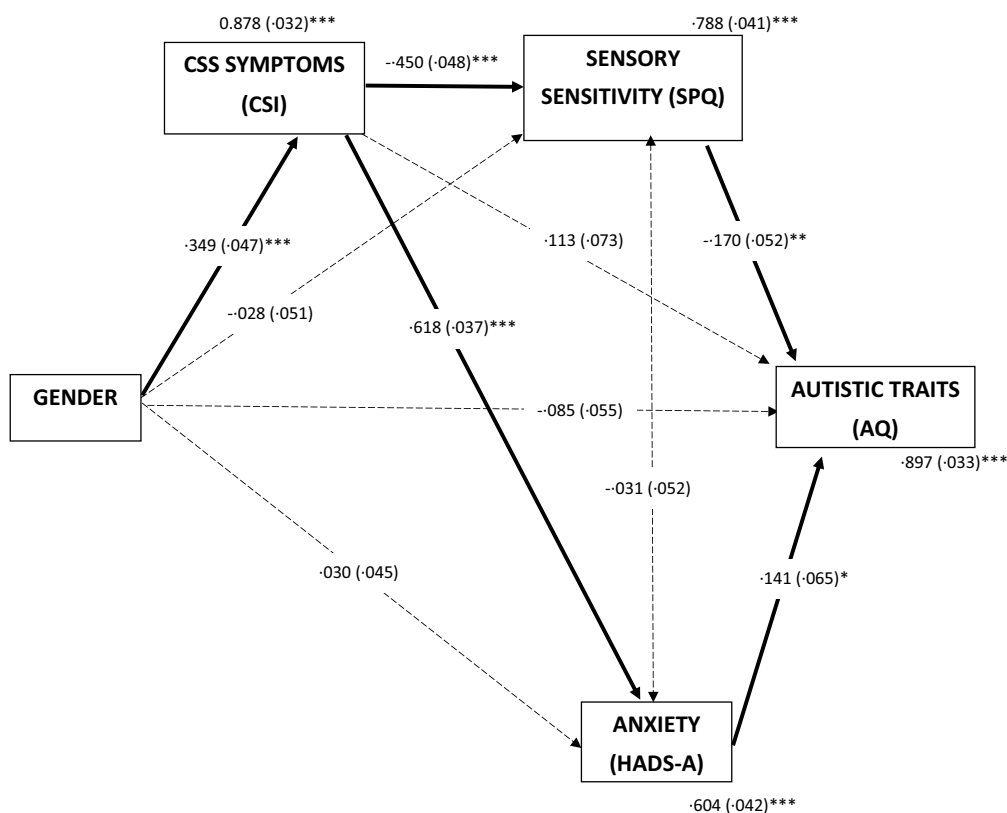 0.878 (·032)***
·788 (·041)***
CSS SYMPTOMS
(CSI)
-·450 (·048)***
SENSORY
SENSITIVITY (SPQ)
·349 (·047)***
·113 (·073)
-·170 (·052)**
-·028 (·051)
·618 (·037)***
GENDER
-·085 (·055)
AUTISTIC TRAITS
(AQ)
·897 (·033)***
-·031 (·052)
·030 (·045)
·141 (·065)*
ANXIETY
(HADS-A)
·604 (·042)***